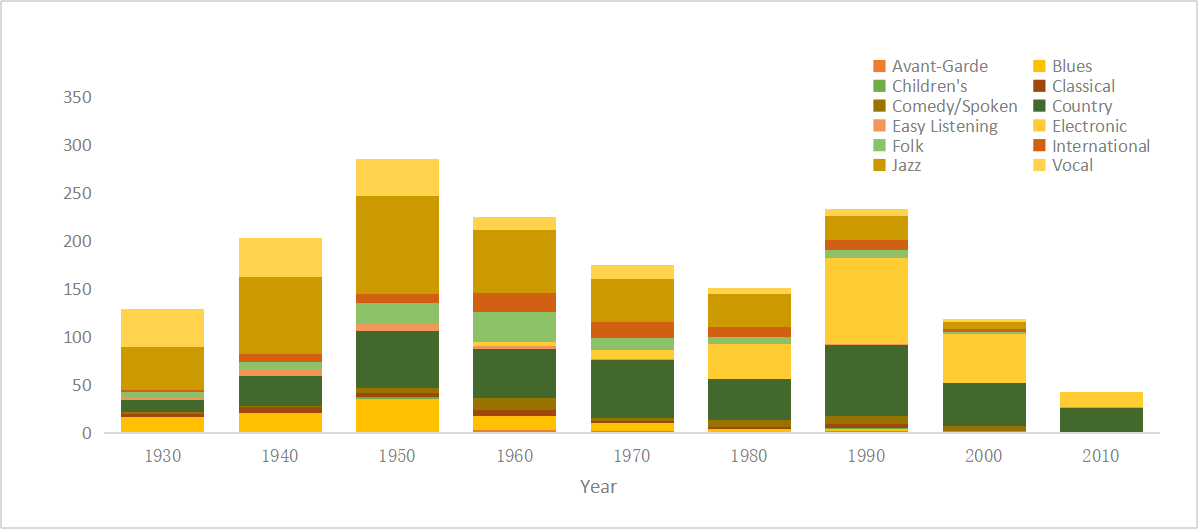 Avant-Garde Blues
Children's Classical
Comedy/Spoken Country
Easy Listening Electronic
Folk International
Jazz Vocal
350
300
250
200
150
100
50
0
1930 1940 1950 1960 1970 1980 1990 2000 2010
Year